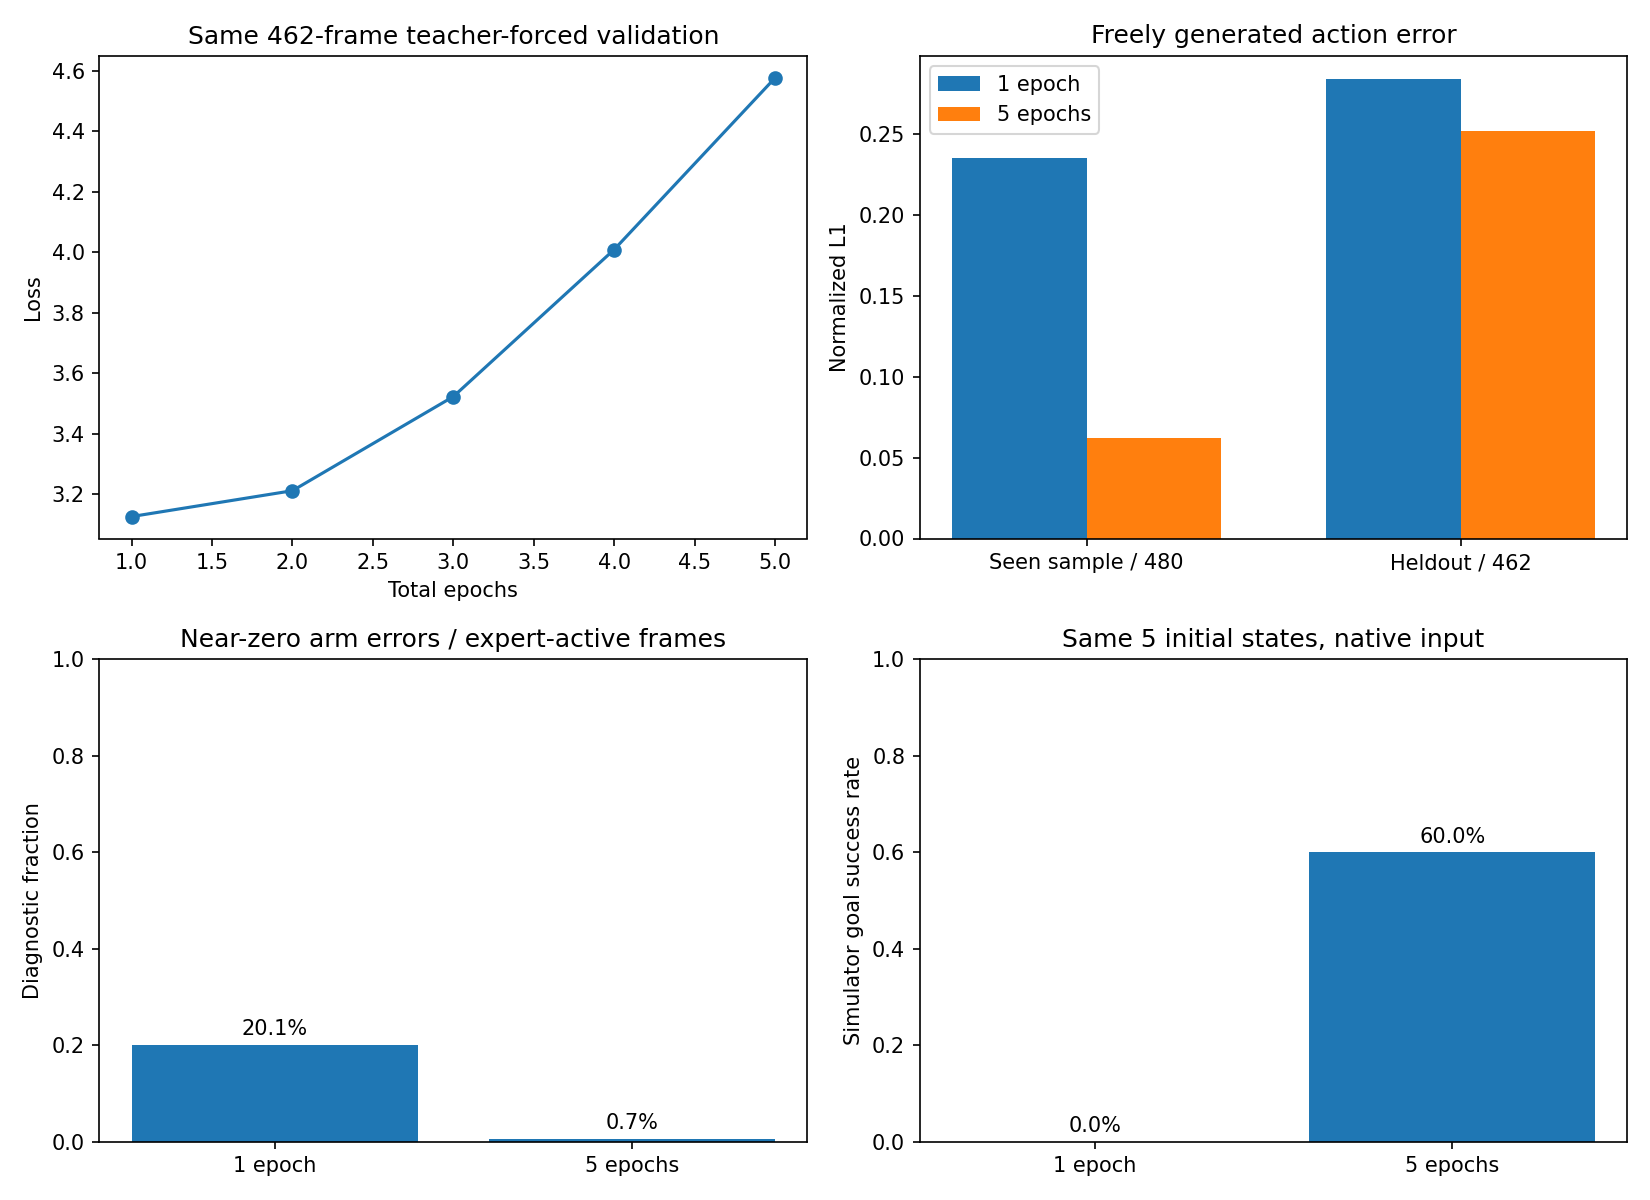 Same 462-frame teacher-forced validation
4.6
4.4
4.2
4.0
3.8
3.6
3.4
3.2
Loss
1.0 1.5 2.0 2.5 3.0 3.5 4.0 4.5 5.0
Total epochs
Freely generated action error
1 epoch
5 epochs
0.25
0.20
0.15
0.10
0.05
0.00
Normalized L1
Seen sample / 480 Heldout / 462
Near-zero arm errors / expert-active frames
1.0
0.8
0.6
0.4
0.2
0.0
Diagnostic fraction
20.1%
0.7%
1 epoch 5 epochs
Same 5 initial states, native input
1.0
0.8
0.6
0.4
0.2
0.0
Simulator goal success rate
60.0%
0.0%
1 epoch 5 epochs